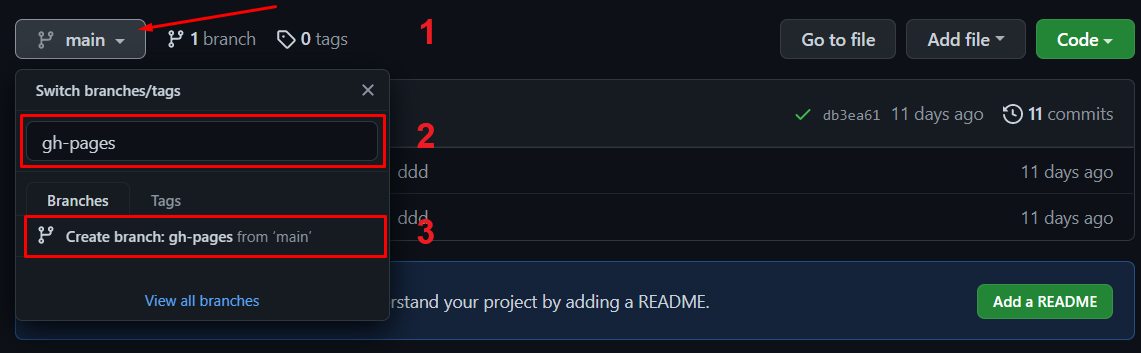 main 1 branch 0 tags 1 Go to file Add file Code
Switch branches/tags
db3ea61 11 days ago 11 commits
gh-pages 2
ddd 11 days ago
Branches Tags
ddd 11 days ago
Create branch: gh-pages from ‘main’ 3
View all branches
erstand your project by adding a README. Add a README